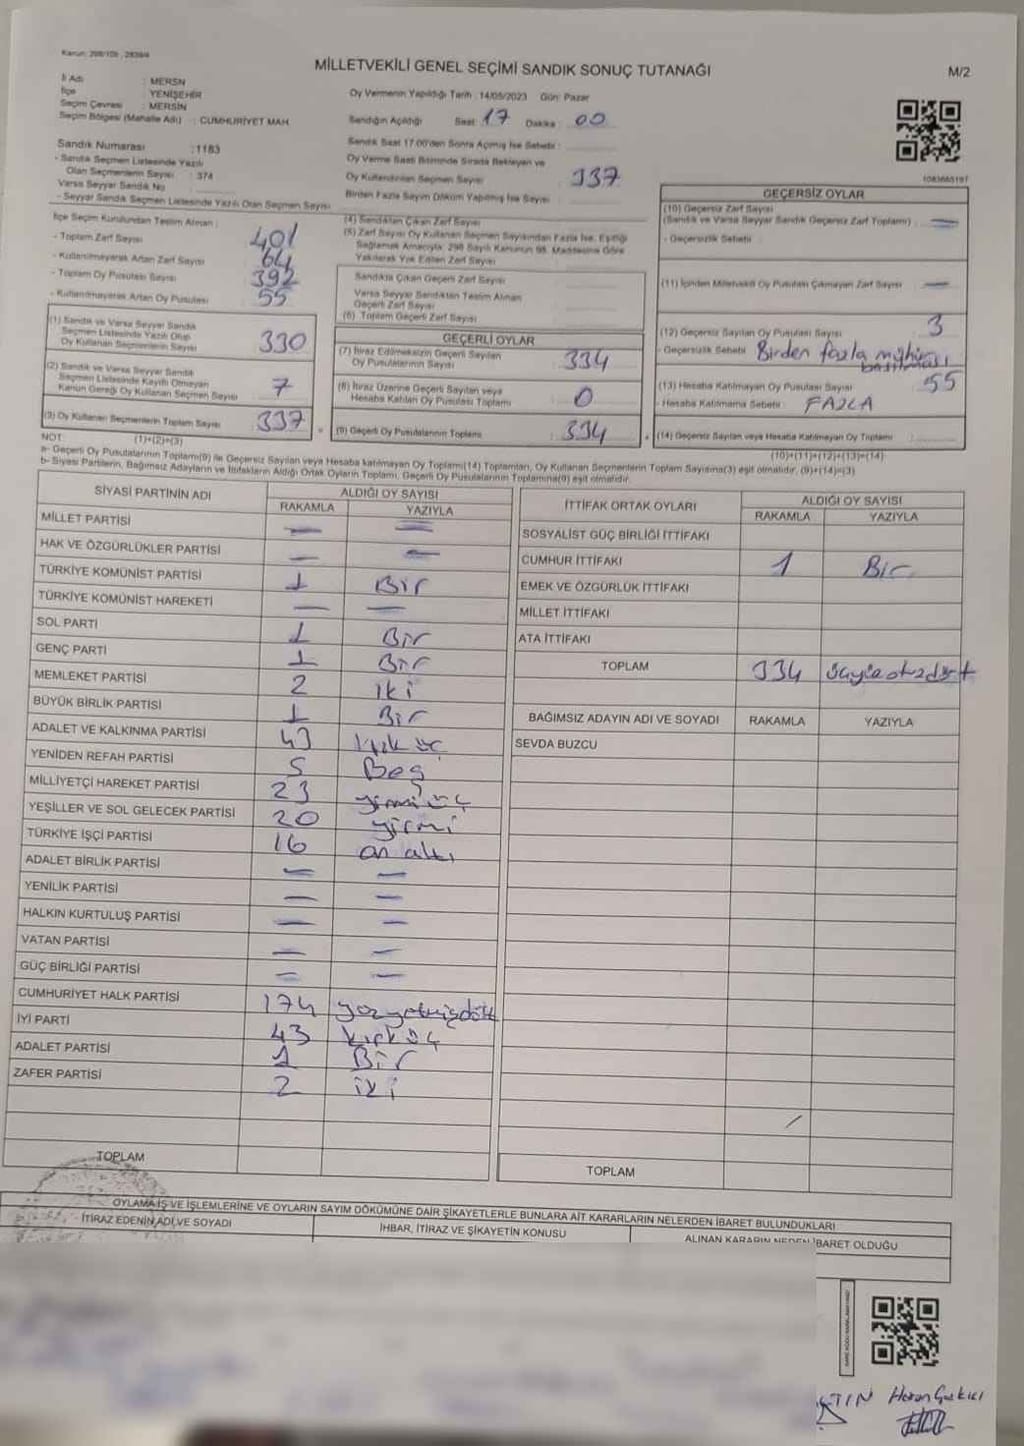 Kanun: 298/105 , 2839/4
MİLLETVEKİLİ GENEL SEÇİMİ SANDIK SONUÇ TUTANAĞI
M/2
İl Adı : MERSN
İlçe : YENİŞEHİR
Seçim Çevresi : MERSİN
Seçim Bölgesi (Mahalle Adı) : CUMHURİYET MAH.
Oy Vermenin Yapıldığı Tarih : 14/05/2023 Gün: Pazar
Sandığın Açıldığı Saat : 17 Dakika : 00
Sandık Saat 17:00'den Sonra Açılmış İse Sebebi :
Oy Verme Saati Bitiminde Sırada Bekleyen ve
Oy Kullandırılan Seçmen Sayısı 337
Birden Fazla Sayım Döküm Yapılmış İse Sayısı :
Sandık Numarası :1183
- Sandık Seçmen Listesinde Yazılı
Olan Seçmenlerin Sayısı : 374
Varsa Seyyar Sandık No :
- Seyyar Sandık Seçmen Listesinde Yazılı Olan Seçmen Sayısı
İlçe Seçim Kurulundan Teslim Alınan :
- Toplam Zarf Sayısı 401
- Kullanılmayarak Artan Zarf Sayısı 64
- Toplam Oy Pusulası Sayısı 392
- Kullanılmayarak Artan Oy Pusulası 55
(1) Sandık ve Varsa Seyyar Sandık
Seçmen Listesinde Yazılı Olup
Oy Kullanan Seçmenlerin Sayısı 330
(2) Sandık ve Varsa Seyyar Sandık
Seçmen Listesinde Kayıtlı Olmayan
Kanun Gereği Oy Kullanan Seçmen Sayısı 7
(3) Oy Kullanan Seçmenlerin Toplam Sayısı 337
(1)+(2)=(3)
(4) Sandıktan Çıkan Zarf Sayısı
(5) Zarf Sayısı Oy Kullanan Seçmen Sayısından Fazla İse, Eşitliği
Sağlamak Amacıyla, 298 Sayılı Kanunun 98. Maddesine Göre
Yakılarak Yok Edilen Zarf Sayısı
Sandıkta Çıkan Geçerli Zarf Sayısı
Varsa Seyyar Sandıktan Teslim Alınan
Geçerli Zarf Sayısı
(6) Toplam Geçerli Zarf Sayısı
GEÇERLİ OYLAR
(7) İtiraz Edilmeksizin Geçerli Sayılan
Oy Pusulalarının Sayısı 334
(8) İtiraz Üzerine Geçerli Sayılan veya
Hesaba Katılan Oy Pusulası Toplamı 0
(9) Geçerli Oy Pusulalarının Toplamı 334
1083660197
GEÇERSİZ OYLAR
(10) Geçersiz Zarf Sayısı
(Sandık ve Varsa Seyyar Sandık Geçersiz Zarf Toplamı) : —
- Geçersizlik Sebebi :
(11) İçinden Milletvekili Oy Pusulası Çıkmayan Zarf Sayısı —
(12) Geçersiz Sayılan Oy Pusulası Sayısı 3
- Geçersizlik Sebebi : Birden fazla mühür basılması
(13) Hesaba Katılmayan Oy Pusulası Sayısı 55
- Hesaba Katılmama Sebebi : FAZLA
(14) Geçersiz Sayılan veya Hesaba Katılmayan Oy Toplamı :
(10)+(11)+(12)+(13)=(14)
NOT:
a- Geçerli Oy Pusulalarının Toplamı(9) ile Geçersiz Sayılan veya Hesaba katılmayan Oy Toplamı(14) Toplamları, Oy Kullanan Seçmenlerin Toplam Sayısına(3) eşit olmalıdır. (9)+(14)=(3)
b- Siyasi Partilerin, Bağımsız Adayların ve İttifakların Aldığı Ortak Oyların Toplamı, Geçerli Oy Pusulalarının Toplamına(9) eşit olmalıdır.
SİYASİ PARTİNİN ADI ALDIĞI OY SAYISI
RAKAMLA YAZIYLA
MİLLET PARTİSİ — —
HAK VE ÖZGÜRLÜKLER PARTİSİ — —
TÜRKİYE KOMÜNİST PARTİSİ 1 Bir
TÜRKİYE KOMÜNİST HAREKETİ — —
SOL PARTİ 1 Bir
GENÇ PARTİ 1 Bir
MEMLEKET PARTİSİ 2 iki
BÜYÜK BİRLİK PARTİSİ 1 Bir
ADALET VE KALKINMA PARTİSİ 43 kırk üç
YENİDEN REFAH PARTİSİ 5 Beş
MİLLİYETÇİ HAREKET PARTİSİ 23 yirmi üç
YEŞİLLER VE SOL GELECEK PARTİSİ 20 yirmi
TÜRKİYE İŞÇİ PARTİSİ 16 on altı
ADALET BİRLİK PARTİSİ — —
YENİLİK PARTİSİ — —
HALKIN KURTULUŞ PARTİSİ — —
VATAN PARTİSİ — —
GÜÇ BİRLİĞİ PARTİSİ — —
CUMHURİYET HALK PARTİSİ 174 yüzyetmişdört
İYİ PARTİ 43 kırk üç
ADALET PARTİSİ 1 Bir
ZAFER PARTİSİ 2 iki
TOPLAM
İTTİFAK ORTAK OYLARI ALDIĞI OY SAYISI
RAKAMLA YAZIYLA
SOSYALİST GÜÇ BİRLİĞİ İTTİFAKI
CUMHUR İTTİFAKI 1 Bir
EMEK VE ÖZGÜRLÜK İTTİFAKI
MİLLET İTTİFAKI
ATA İTTİFAKI
TOPLAM 334
BAĞIMSIZ ADAYIN ADI VE SOYADI RAKAMLA YAZIYLA
SEVDA BUZCU
TOPLAM
OYLAMA İŞ VE İŞLEMLERİNE VE OYLARIN SAYIM DÖKÜMÜNE DAİR ŞİKAYETLERLE BUNLARA AİT KARARLARIN NELERDEN İBARET BULUNDUKLARI
İTİRAZ EDENİN ADI VE SOYADI İHBAR, İTİRAZ VE ŞİKAYETİN KONUSU ALINAN KARARIN NEDEN İBARET OLDUĞU